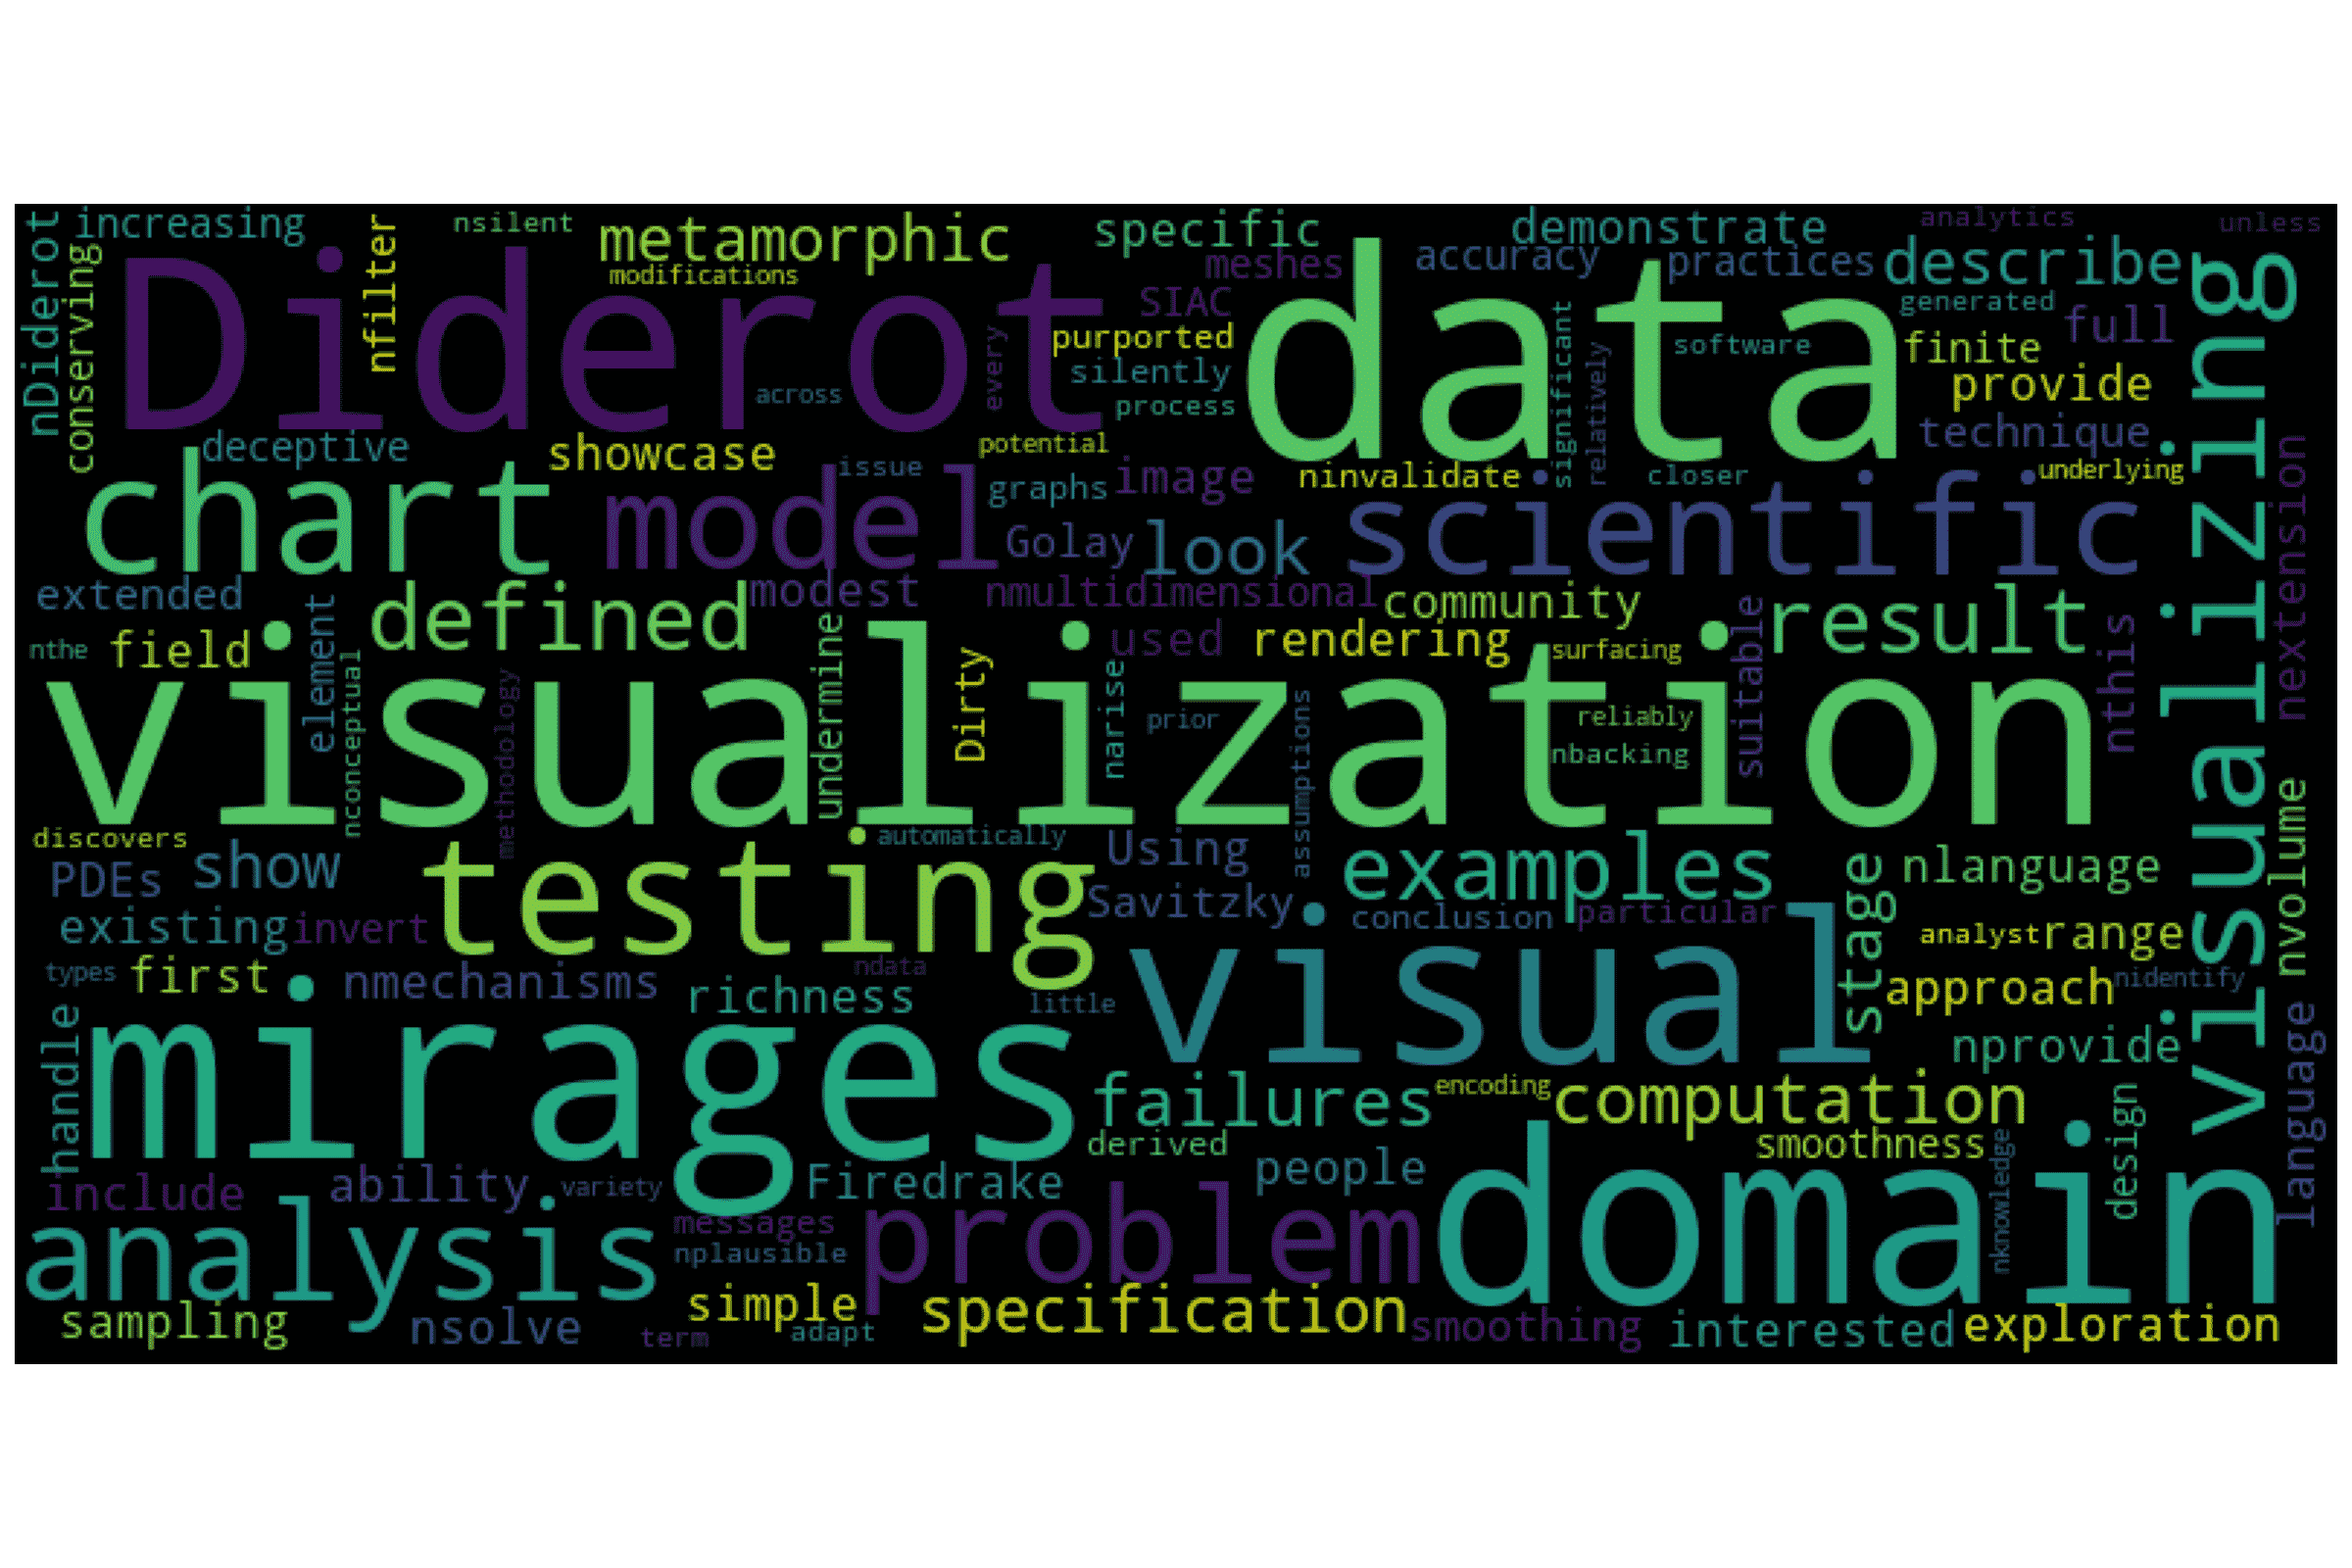 nDiderot
increasing
conserving
nfilter
nsilent
metamorphic
modifications
specific
demonstrate
analytics
unless
Diderot
data
meshes
accuracy
practices
describe
visualizing
SIAC
generated
full
purported
software
finite
silently
provide
across
every
process
significant
relatively
technique
deceptive
showcase
potential
chart
model
issue
graphs
image
ninvalidate
closer
underlying
scientific
nextension
Golay
look
extended
modest
nmultidimensional
community
defined
element
result
nthis
nthe
field
used
rendering
surfacing
suitable
nconceptual
methodology
undermine
Dirty
narise
visualization
prior
assumptions
reliably
nbacking
discovers
automatically
PDEs
show
testing
Using
examples
stage
nlanguage
nvolume
Savitzky
conclusion
particular
existing
invert
analyst
range
types
first
nmechanisms
ndata
richness
little
visual
approach
nidentify
handle
mirages
language
nprovide
failures
encoding
computation
derived
smoothness
design
include
ability
variety
Firedrake
people
nknowledge
domain
analysis
messages
nplausible
problem
sampling
nsolve
term
simple
adapt
specification
smoothing
interested
exploration